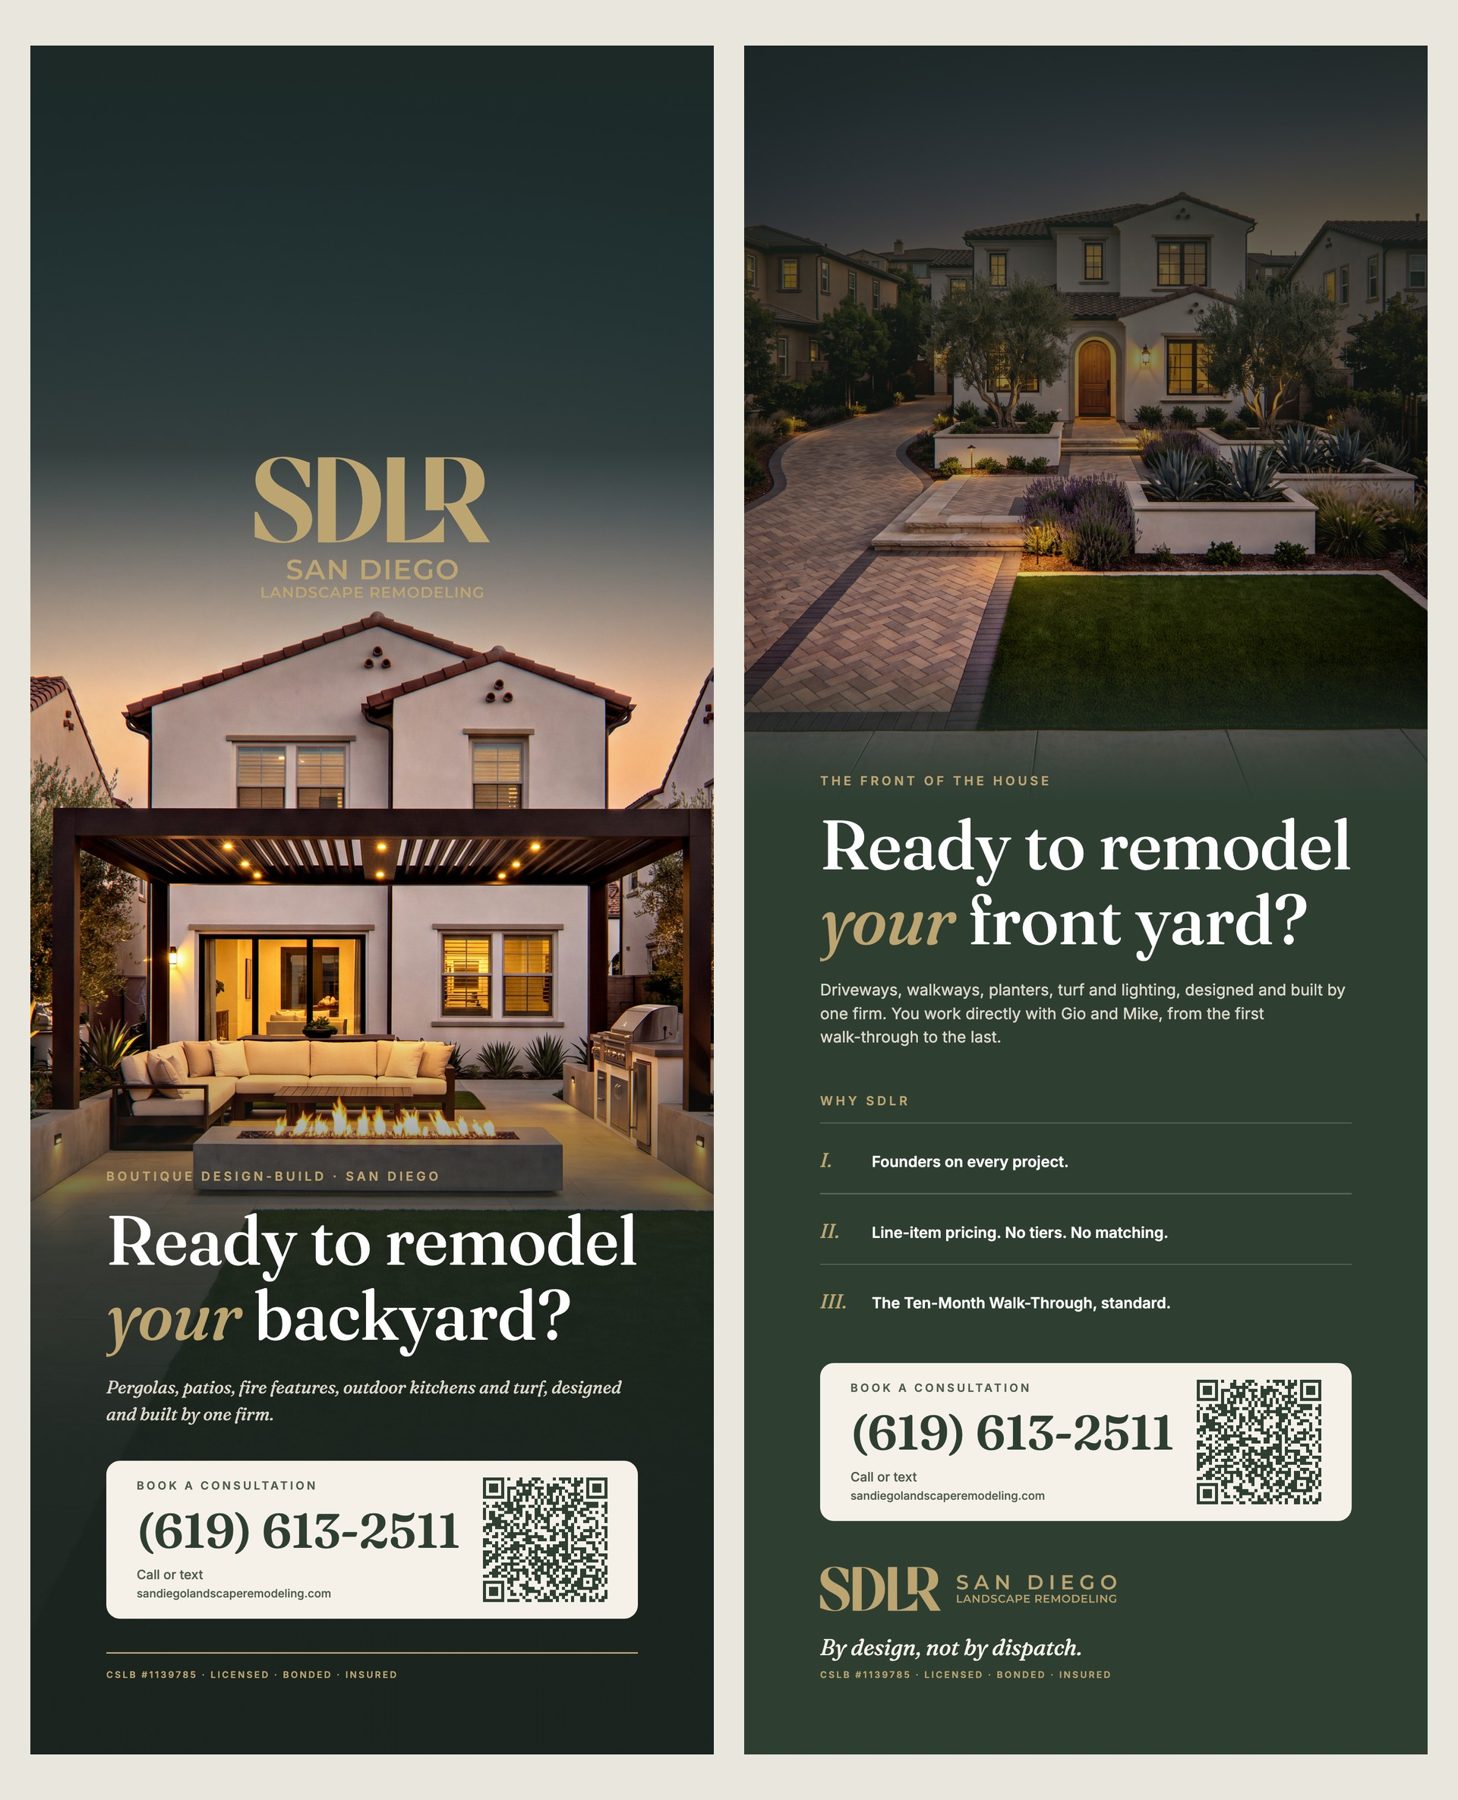 SDLR
SAN DIEGO
LANDSCAPE REMODELING
BOUTIQUE DESIGN-BUILD · SAN DIEGO
Ready to remodel
your backyard?
Pergolas, patios, fire features, outdoor kitchens and turf, designed
and built by one firm.
BOOK A CONSULTATION
(619) 613-2511
Call or text
sandiegolandscaperemodeling.com
CSLB #1139785 · LICENSED · BONDED · INSURED
THE FRONT OF THE HOUSE
Ready to remodel
your front yard?
Driveways, walkways, planters, turf and lighting, designed and built by
one firm. You work directly with Gio and Mike, from the first
walk-through to the last.
WHY SDLR
I. Founders on every project.
II. Line-item pricing. No tiers. No matching.
III. The Ten-Month Walk-Through, standard.
BOOK A CONSULTATION
(619) 613-2511
Call or text
sandiegolandscaperemodeling.com
SDLR SAN DIEGO
LANDSCAPE REMODELING
By design, not by dispatch.
CSLB #1139785 · LICENSED · BONDED · INSURED